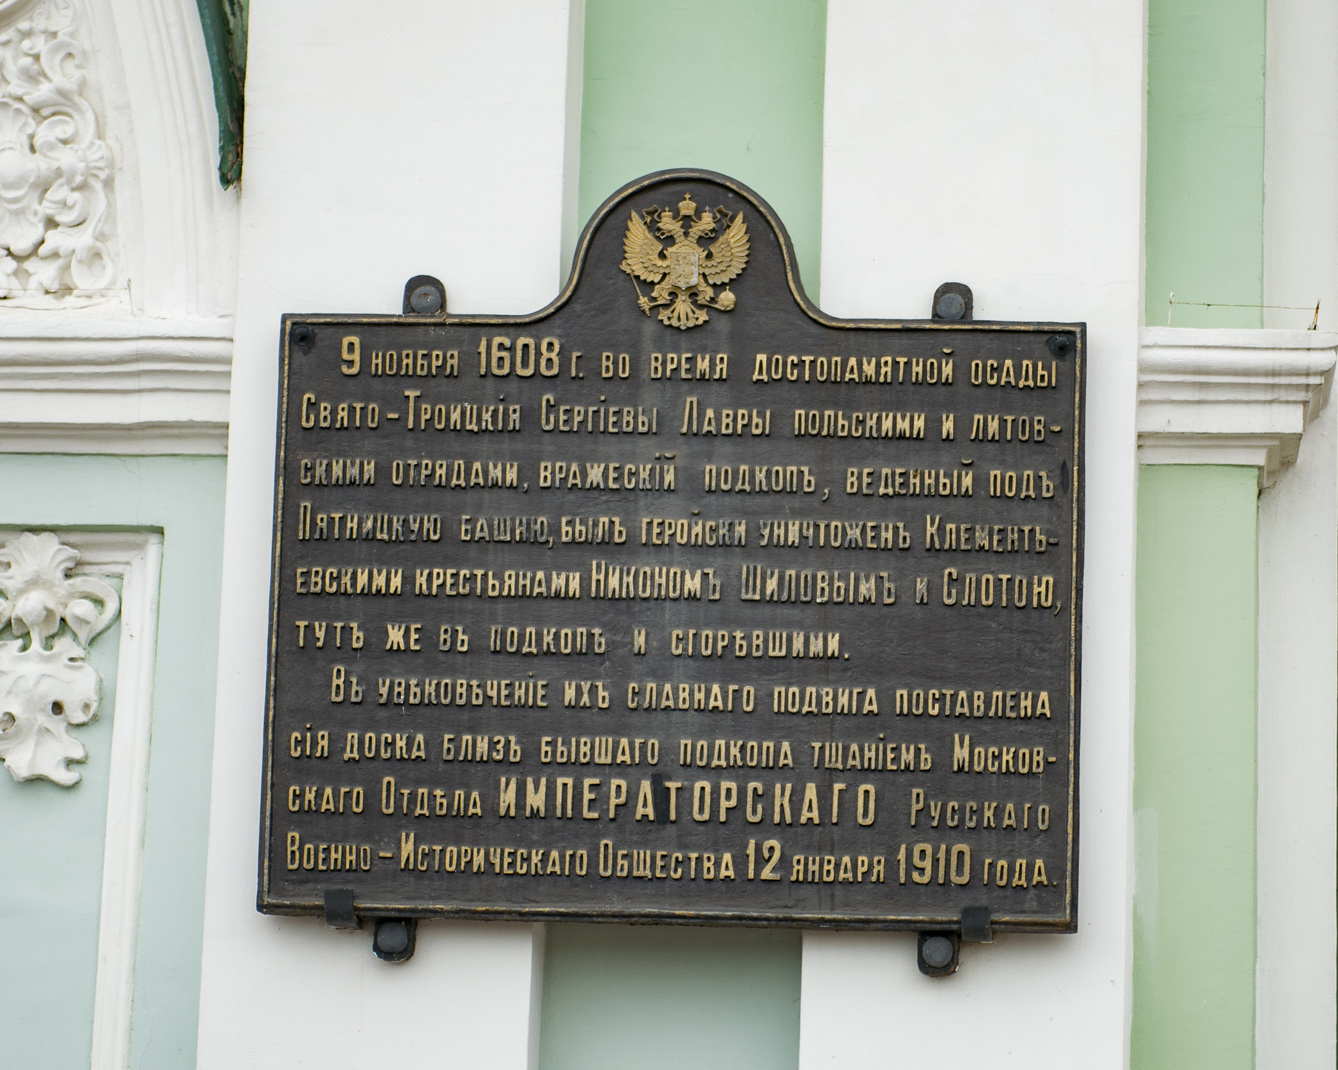 9 ноября 1608 г. во время достопамятной осады
Свято-Троицкія Сергіевы Лавры польскими и литов-
скими отрядами, вражескій подкопъ, веденный подъ
Пятницкую башню, былъ геройски уничтоженъ Клементь-
евскими крестьянами Никономъ Шиловымъ и Слотою,
тутъ же въ подкопѣ и сгорѣвшими.
Въ увѣковѣченіе ихъ славнаго подвига поставлена
сія доска близъ бывшаго подкопа тщаніемъ Москов-
скаго Отдѣла ИМПЕРАТОРСКАГО Русскаго
Военно-Историческаго Общества 12 января 1910 года.